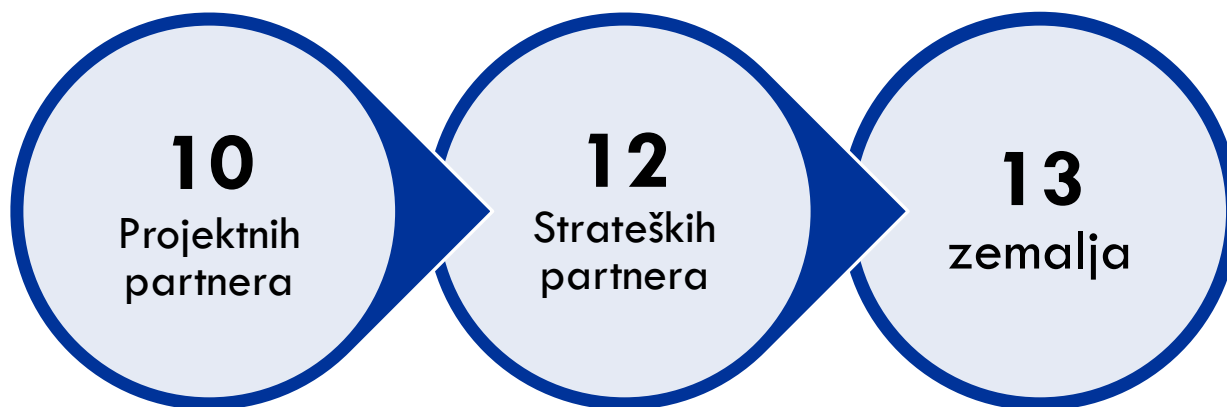 10
Projektnih
partnera
12
Strateških
partnera
13
zemalja